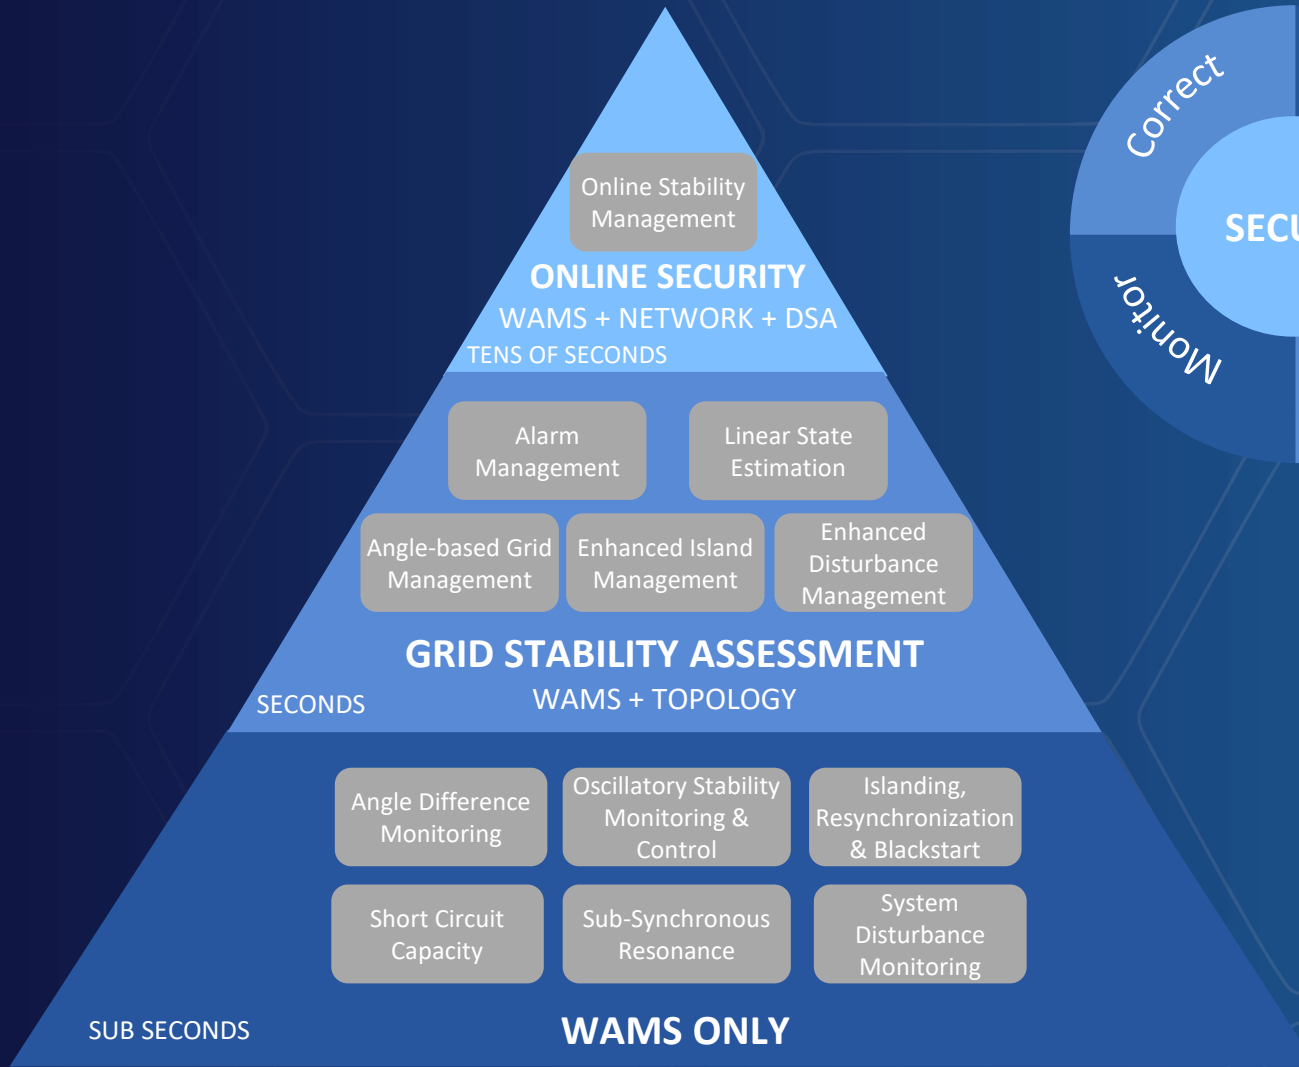 Online Stability
Management
ONLINE SECURITY
WAMS + NETWORK + DSA
TENS OF SECONDS
Correct
SECU
Monitor
Alarm
Management
Linear State
Estimation
Angle-based Grid
Management
Enhanced Island
Management
Enhanced
Disturbance
Management
GRID STABILITY ASSESSMENT
SECONDS
WAMS + TOPOLOGY
Angle Difference
Monitoring
Oscillatory Stability
Monitoring &
Control
Islanding,
Resynchronization
& Blackstart
Short Circuit
Capacity
Sub-Synchronous
Resonance
System
Disturbance
Monitoring
SUB SECONDS
WAMS ONLY